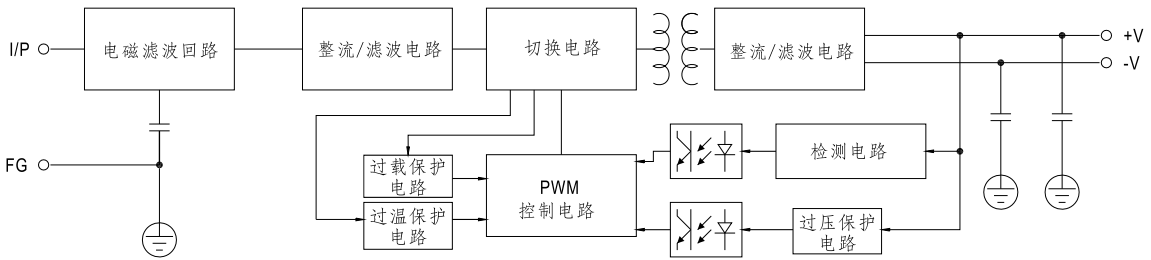 I/P
电磁滤波回路
整流/滤波电路
切换电路
整流/滤波电路
+V
-V
FG
过载保护
电路
过温保护
电路
PWM
控制电路
检测电路
过压保护
电路